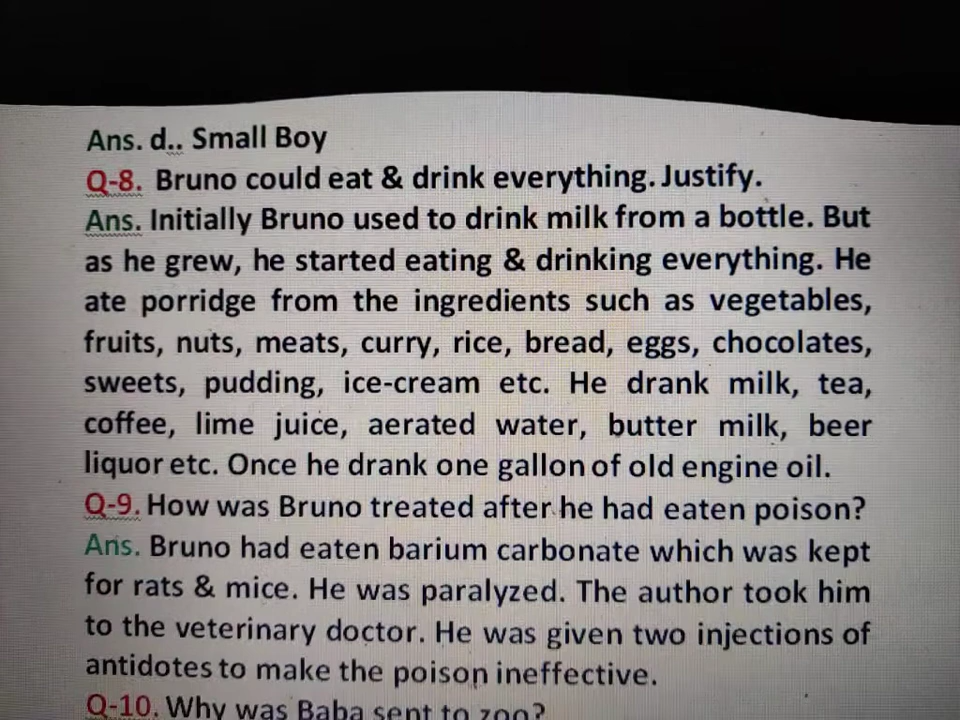 Ans. d.. Small Boy
Q-8. Bruno could eat & drink everything. Justify.
Ans. Initially Bruno used to drink milk from a bottle. But
as he grew, he started eating & drinking everything. He
ate porridge from the ingredients such as vegetables,
fruits, nuts, meats, curry, rice, bread, eggs, chocolates,
sweets, pudding, ice-cream etc. He drank milk, tea,
coffee, lime juice, aerated water, butter milk, beer
liquor etc. Once he drank one gallon of old engine oil.
Q-9. How was Bruno treated after he had eaten poison?
Ans. Bruno had eaten barium carbonate which was kept
for rats & mice. He was paralyzed. The author took him
to the veterinary doctor. He was given two injections of
antidotes to make the poison ineffective.
Q-10. Why was Baba sent to zoo?